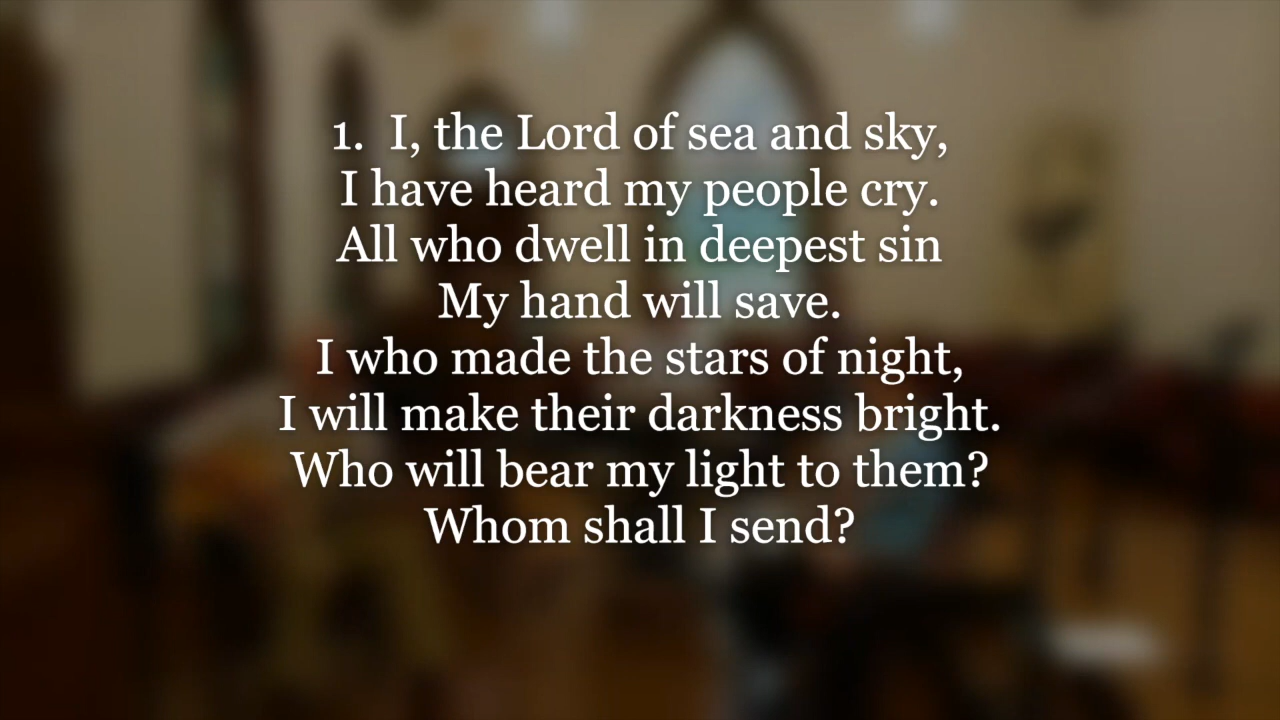 1. I, the Lord of sea and sky,
I have heard my people cry.
All who dwell in deepest sin
My hand will save.
I who made the stars of night,
I will make their darkness bright.
Who will bear my light to them?
Whom shall I send?